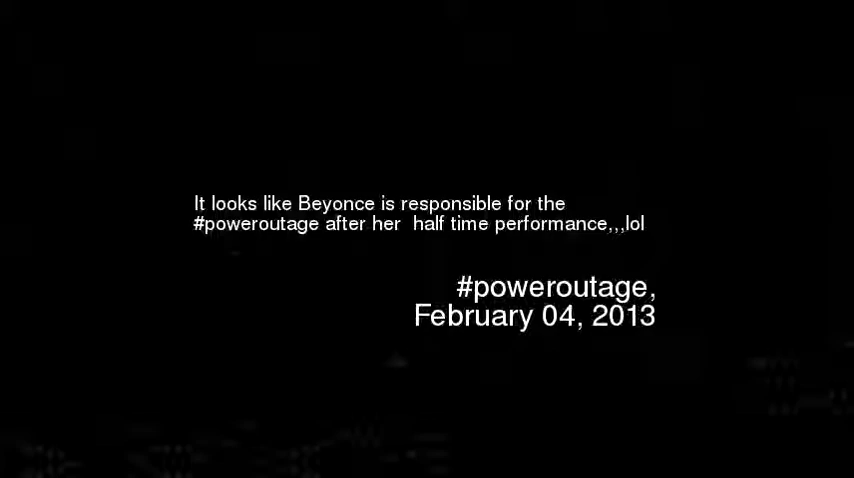 It looks like Beyonce is responsible for the
#poweroutage after her  half time performance,,,lol
#poweroutage,
February 04, 2013